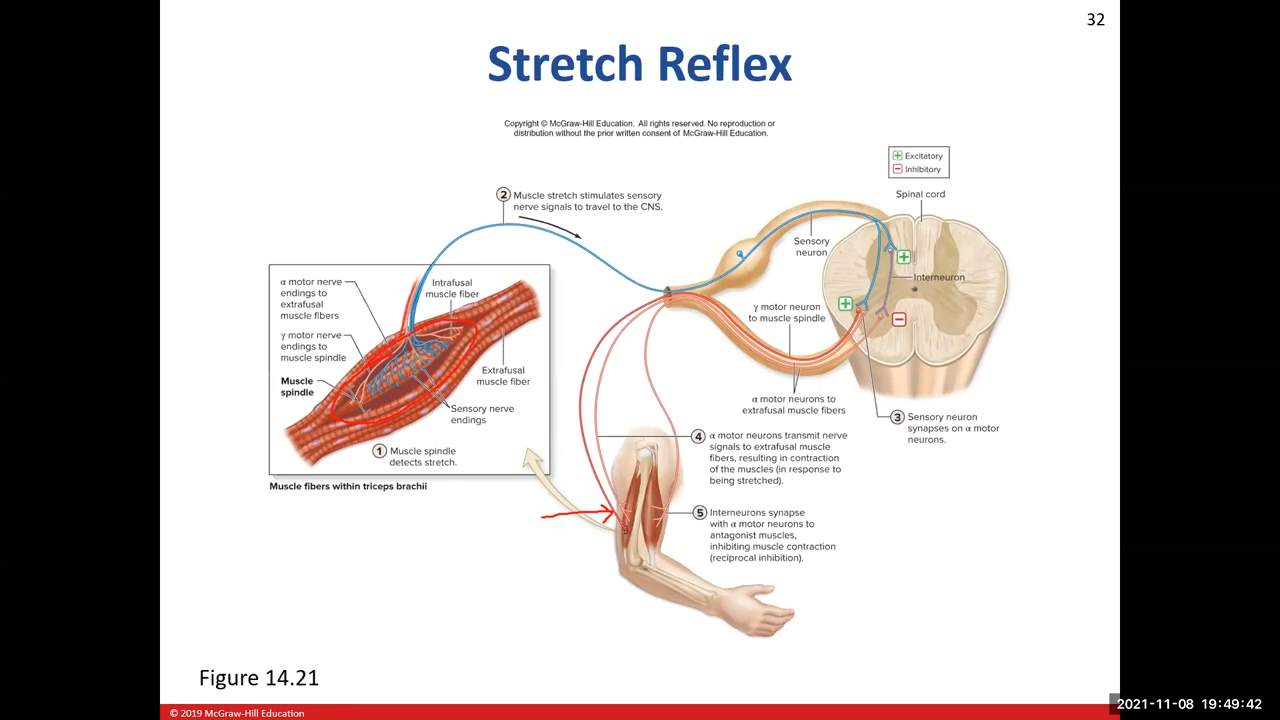 32
Stretch Reflex
Copyright © McGraw-Hill Education. All rights reserved. No reproduction or
distribution without the prior written consent of McGraw-Hill Education.
Excitatory
Inhibitory
Spinal cord
2 Muscle stretch stimulates sensory
nerve signals to travel to the CNS.
Sensory
neuron
Interneuron
α motor nerve
endings to
extrafusal
muscle fibers
Intrafusal
muscle fiber
γ motor neuron
to muscle spindle
γ motor nerve
endings to
muscle spindle
Muscle
spindle
Extrafusal
muscle fiber
Sensory nerve
endings
1 Muscle spindle
detects stretch.
Muscle fibers within triceps brachii
α motor neurons to
extrafusal muscle fibers
3 Sensory neuron
synapses on α motor
neurons.
4 α motor neurons transmit nerve
signals to extrafusal muscle
fibers, resulting in contraction
of the muscles (in response to
being stretched).
5 Interneurons synapse
with α motor neurons to
antagonist muscles,
inhibiting muscle contraction
(reciprocal inhibition).
Figure 14.21
© 2019 McGraw-Hill Education
2021-11-08 19:49:42